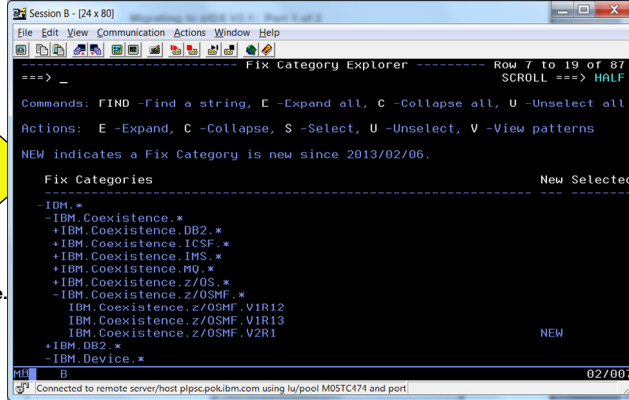 Session B - [24 x 80]
File Edit View Communication Actions Window Help
Fix Category Explorer Row 7 to 19 of 87
===> _ SCROLL ===> HALF
Commands: FIND -Find a string, E -Expand all, C -Collapse all, U -Unselect all
Actions: E -Expand, C -Collapse, S -Select, U -Unselect, V -View patterns
NEW indicates a Fix Category is new since 2013/02/06.
Fix Categories New Selected
-IBM.*
-IBM.Coexistence.*
+IBM.Coexistence.DB2.*
+IBM.Coexistence.ICSF.*
+IBM.Coexistence.IMS.*
+IBM.Coexistence.MQ.*
+IBM.Coexistence.z/OS.*
-IBM.Coexistence.z/OSMF.*
IBM.Coexistence.z/OSMF.V1R12
IBM.Coexistence.z/OSMF.V1R13
IBM.Coexistence.z/OSMF.V2R1 NEW
+IBM.DB2.*
-IBM.Device.*
MA B 02/007
Connected to remote server/host plpsc.pok.ibm.com using lu/pool M05TC474 and port
e.